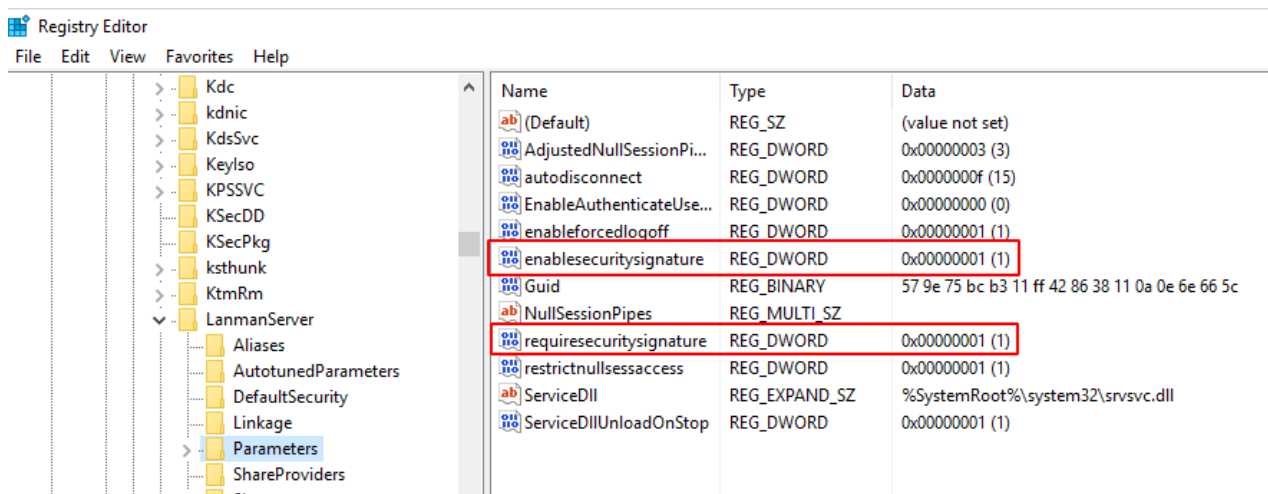 Registry Editor
File Edit View Favorites Help
Kdc
kdnic
KdsSvc
KeyIso
KPSSVC
KSecDD
KSecPkg
ksthunk
KtmRm
LanmanServer
Aliases
AutotunedParameters
DefaultSecurity
Linkage
Parameters
ShareProviders
Name Type Data
(Default) REG_SZ (value not set)
AdjustedNullSessionPi... REG_DWORD 0x00000003 (3)
autodisconnect REG_DWORD 0x0000000f (15)
EnableAuthenticateUse... REG_DWORD 0x00000000 (0)
enableforcedlogoff REG_DWORD 0x00000001 (1)
enablesecuritysignature REG_DWORD 0x00000001 (1)
Guid REG_BINARY 57 9e 75 bc b3 11 ff 42 86 38 11 0a 0e 6e 66 5c
NullSessionPipes REG_MULTI_SZ
requiresecuritysignature REG_DWORD 0x00000001 (1)
restrictnullsessaccess REG_DWORD 0x00000001 (1)
ServiceDll REG_EXPAND_SZ %SystemRoot%\system32\srvsvc.dll
ServiceDllUnloadOnStop REG_DWORD 0x00000001 (1)